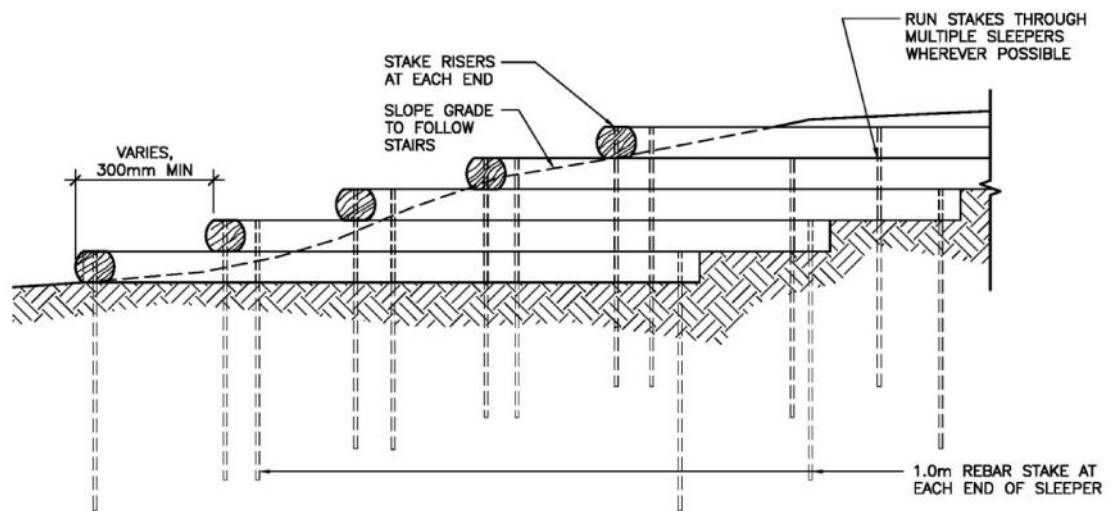 RUN STAKES THROUGH
MULTIPLE SLEEPERS
WHEREVER POSSIBLE
STAKE RISERS
AT EACH END
SLOPE GRADE
TO FOLLOW
STAIRS
VARIES,
300mm MIN
1.0m REBAR STAKE AT
EACH END OF SLEEPER